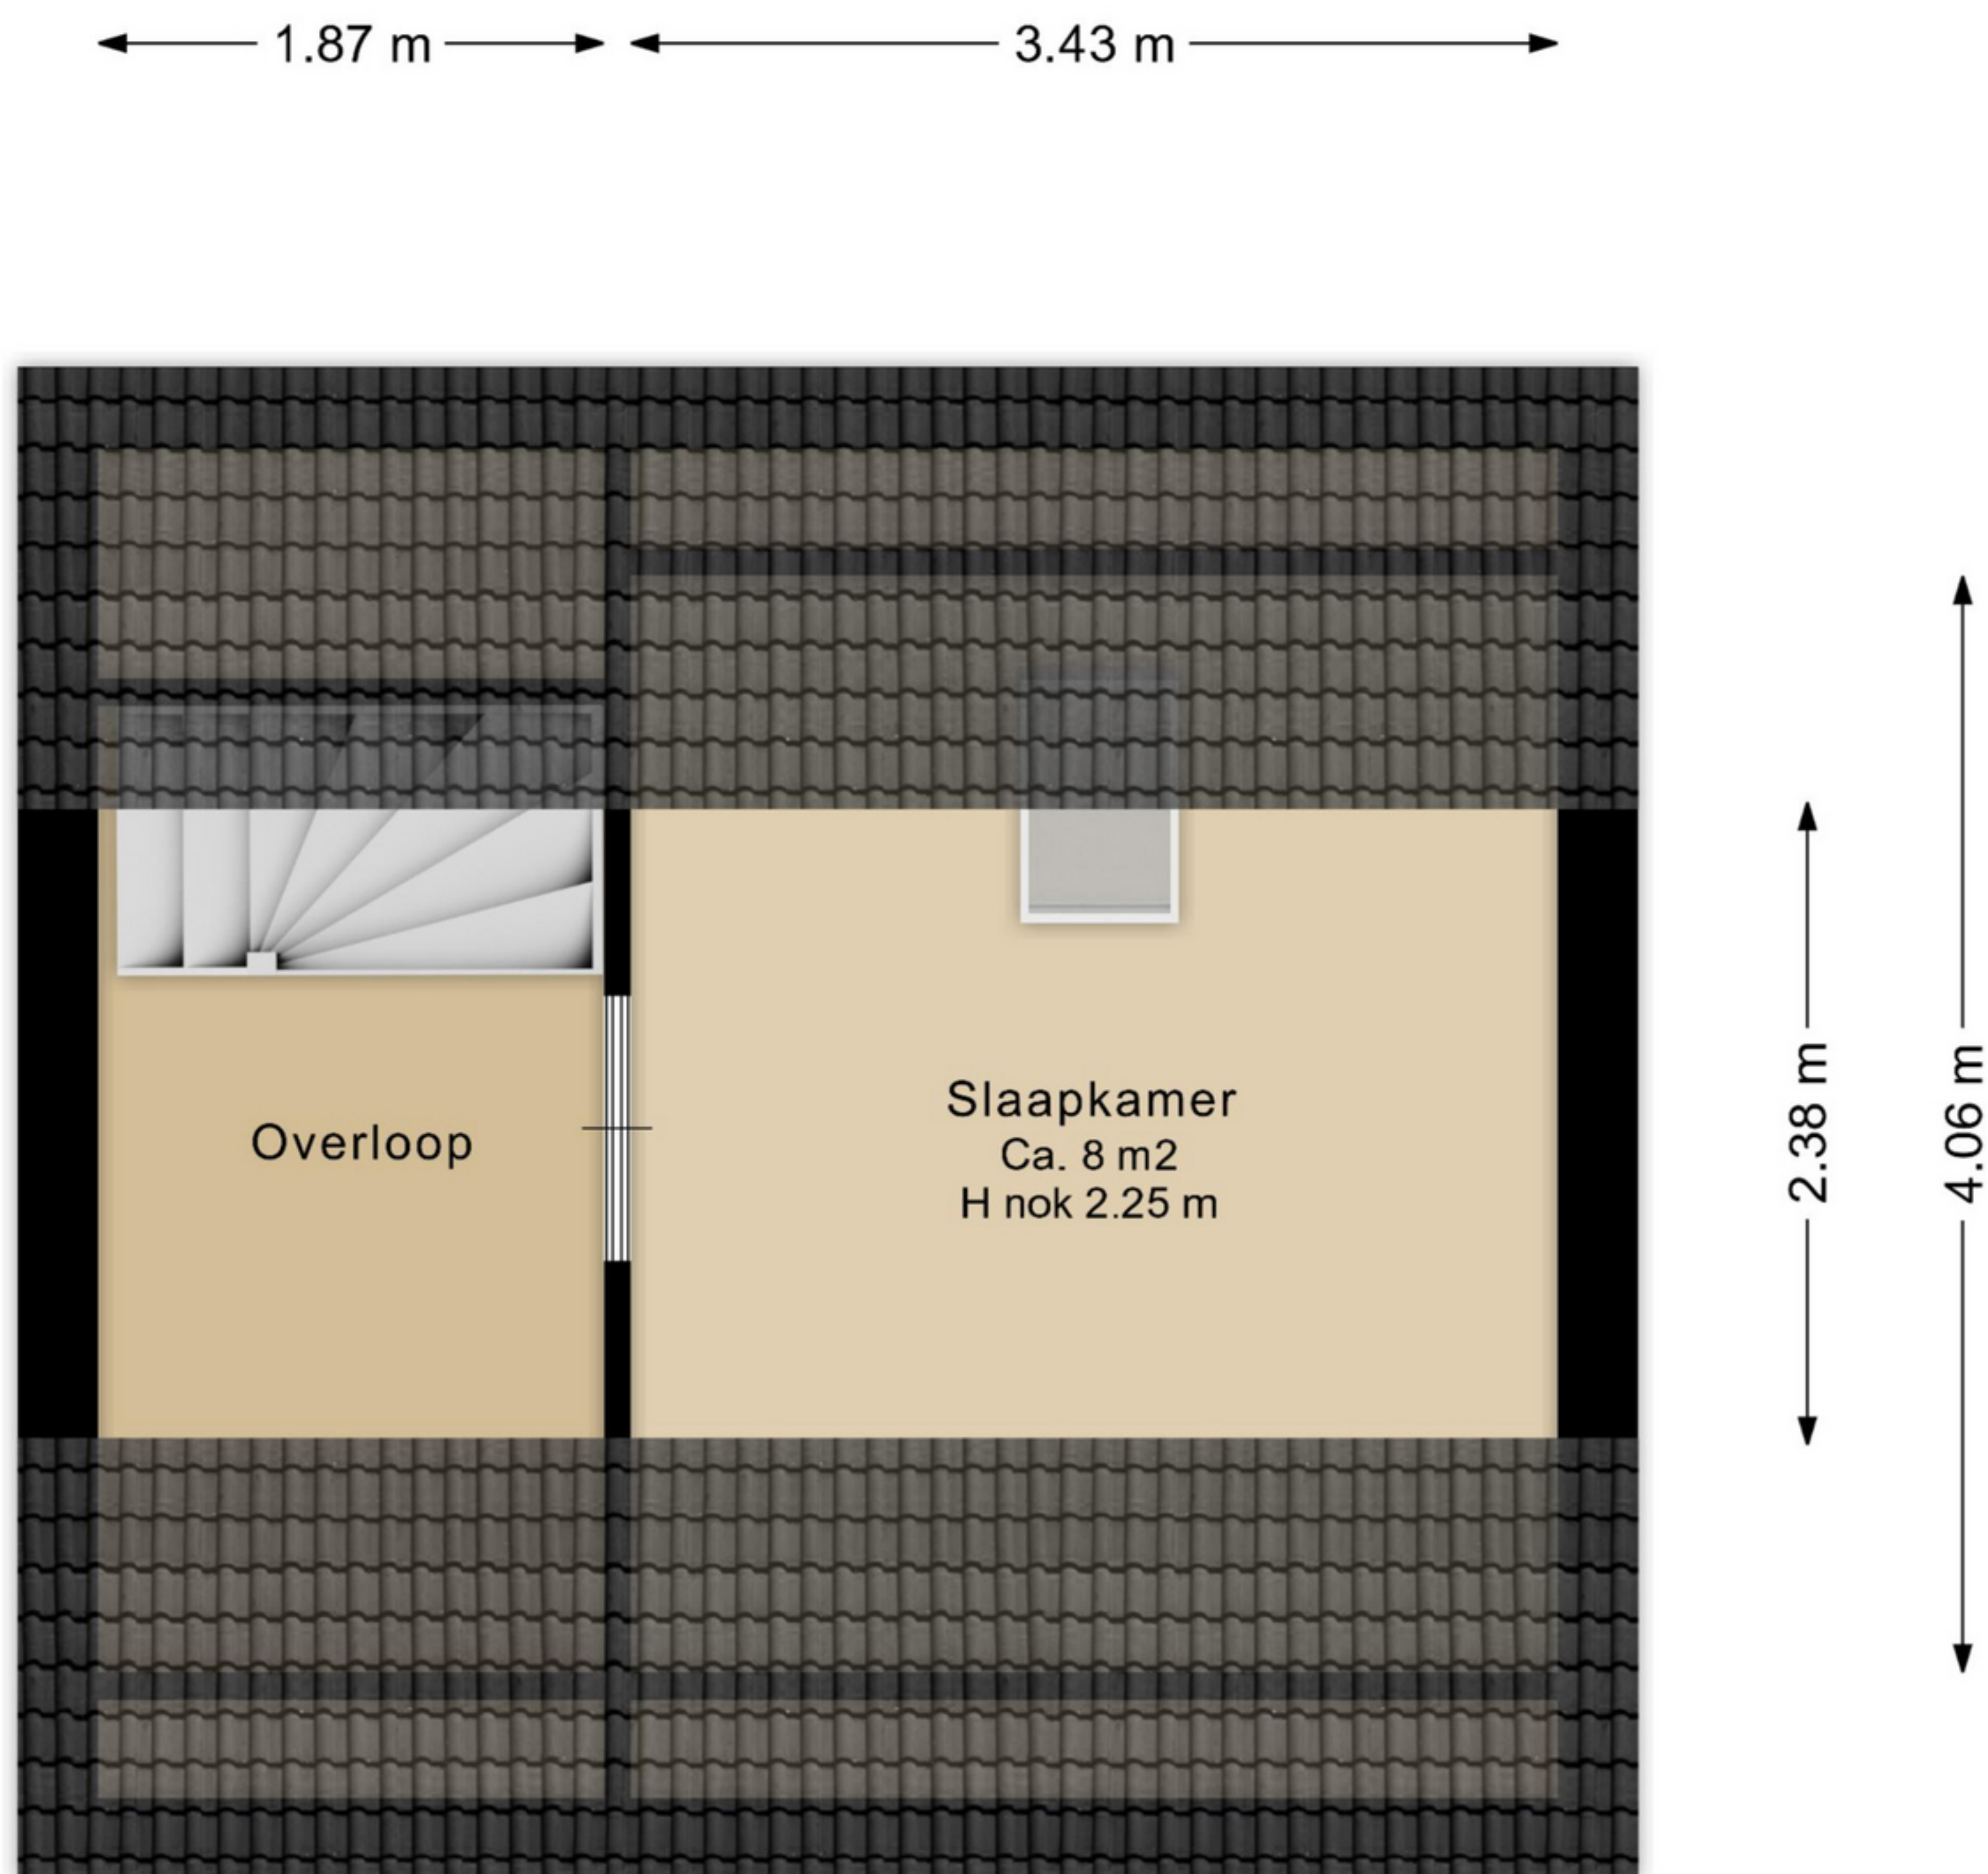 1.87 m
3.43 m
Overloop
Slaapkamer
Ca. 8 m2
H nok 2.25 m
2.38 m
4.06 m